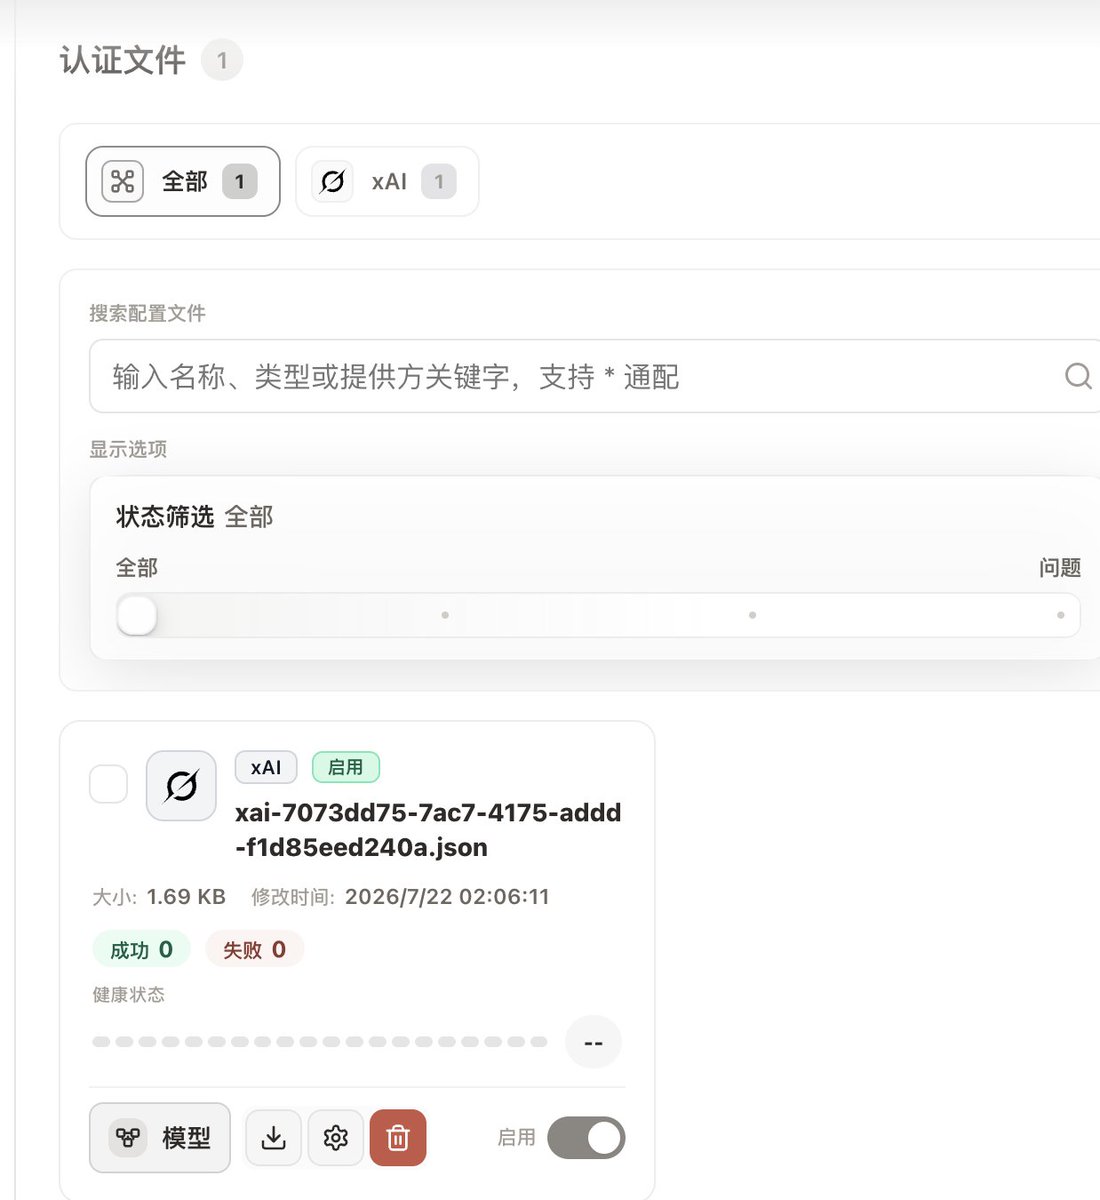 认证文件 1
全部 1 xAI 1
搜索配置文件
输入名称、类型或提供方关键字，支持 * 通配
显示选项
状态筛选 全部
全部 问题
xAI 启用
xai-7073dd75-7ac7-4175-addd
-f1d85eed240a.json
大小: 1.69 KB 修改时间: 2026/7/22 02:06:11
成功 0 失败 0
健康状态
--
模型 启用